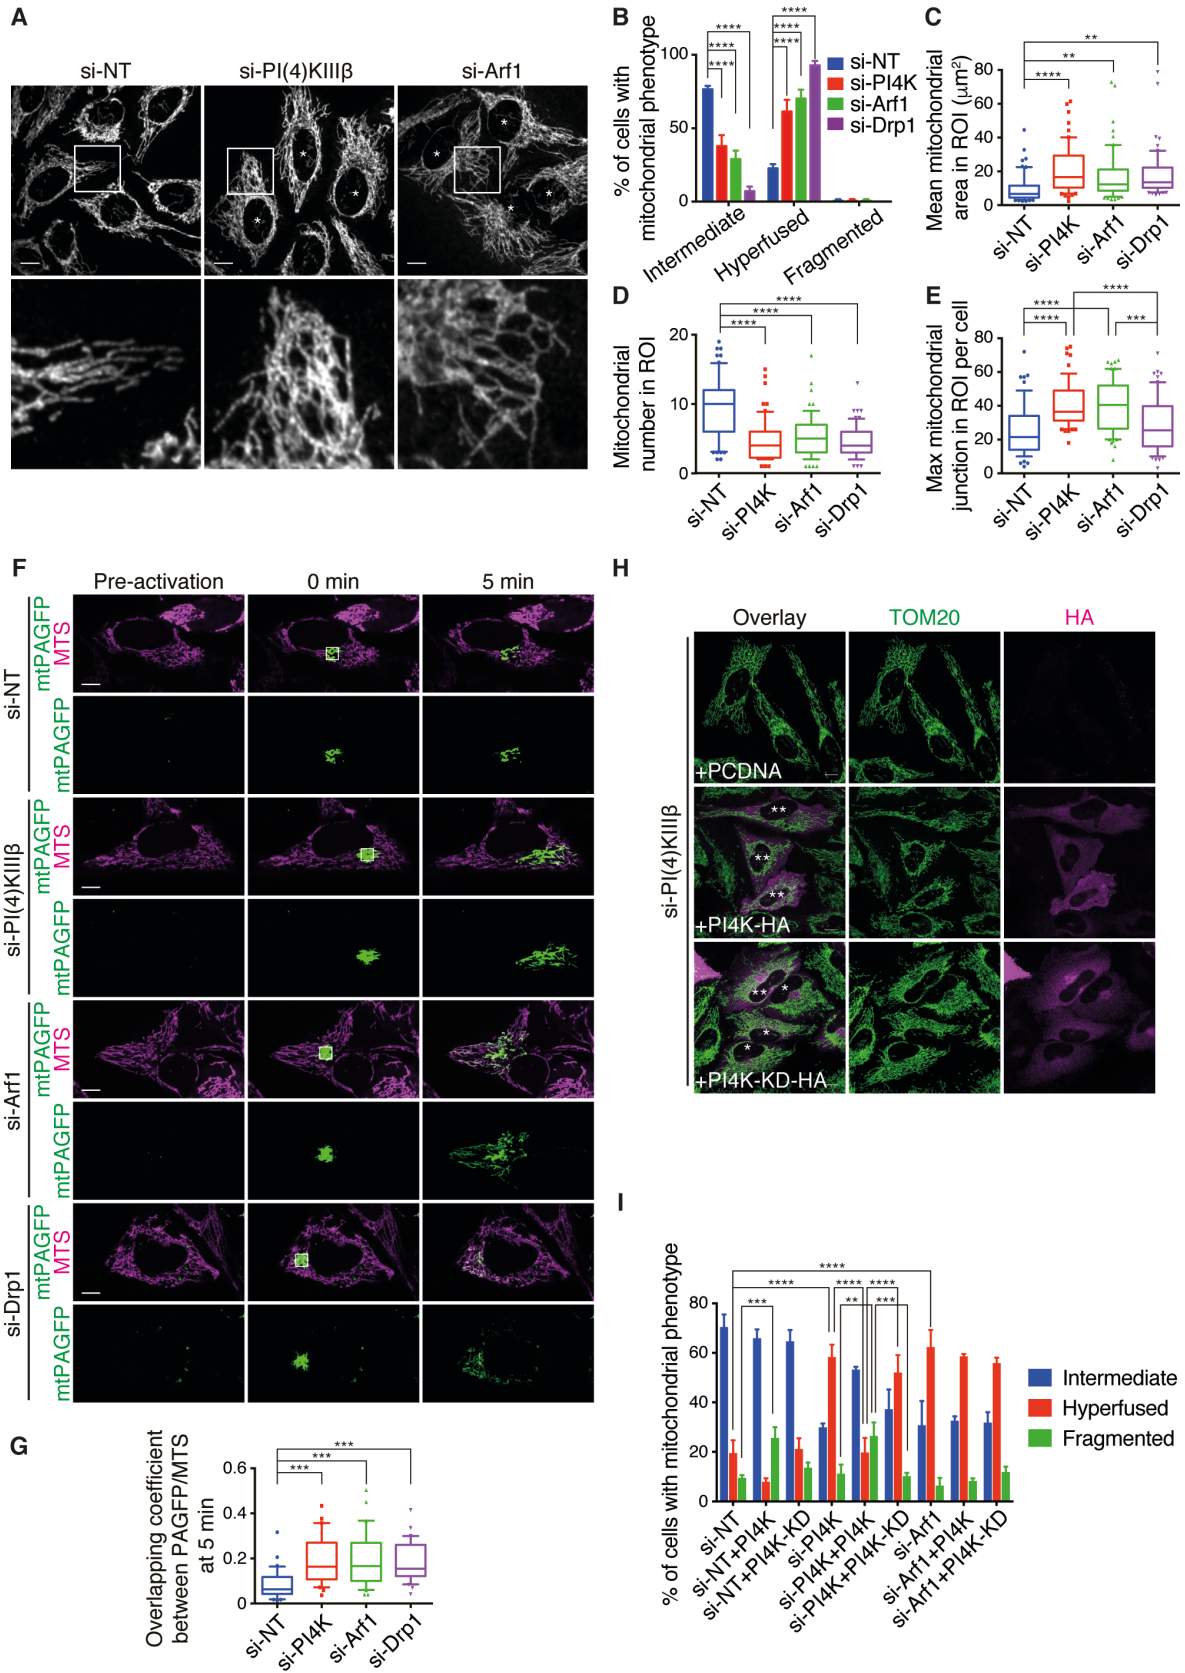 A
si-NT
si-PI(4)KIIIβ
si-Arf1
*
*
*
*
*
*
*
B
% of cells with
mitochondrial phenotype
100
50
0
****
****
****
****
****
****
si-NT
si-PI4K
si-Arf1
si-Drp1
Intermediate
Hyperfused
Fragmented
C
Mean mitochondrial
area in ROI (μm²)
80
60
40
20
0
**
**
****
si-NT
si-PI4K
si-Arf1
si-Drp1
D
Mitochondrial
number in ROI
20
10
0
****
****
****
si-NT
si-PI4K
si-Arf1
si-Drp1
E
Max mitochondrial
junction in ROI per cell
80
60
40
20
0
****
****
****
***
si-NT
si-PI4K
si-Arf1
si-Drp1
F
Pre-activation
0 min
5 min
si-NT
mtPAGFP
MTS
mtPAGFP
si-PI(4)KIIIβ
mtPAGFP
MTS
mtPAGFP
si-Arf1
mtPAGFP
MTS
mtPAGFP
si-Drp1
mtPAGFP
MTS
mtPAGFP
G
Overlapping coefficient
between PAGFP/MTS
at 5 min
0.6
0.4
0.2
0
***
***
***
si-NT
si-PI4K
si-Arf1
si-Drp1
H
Overlay
TOM20
HA
si-PI(4)KIIIβ
+PCDNA
**
**
**
+PI4K-HA
**
*
*
*
+PI4K-KD-HA
I
% of cells with mitochondrial phenotype
80
60
40
20
0
****
****
****
****
***
**
***
si-NT
si-NT+PI4K
si-NT+PI4K-KD
si-PI4K
si-PI4K+PI4K
si-PI4K+PI4K-KD
si-Arf1
si-Arf1+PI4K
si-Arf1+PI4K-KD
Intermediate
Hyperfused
Fragmented